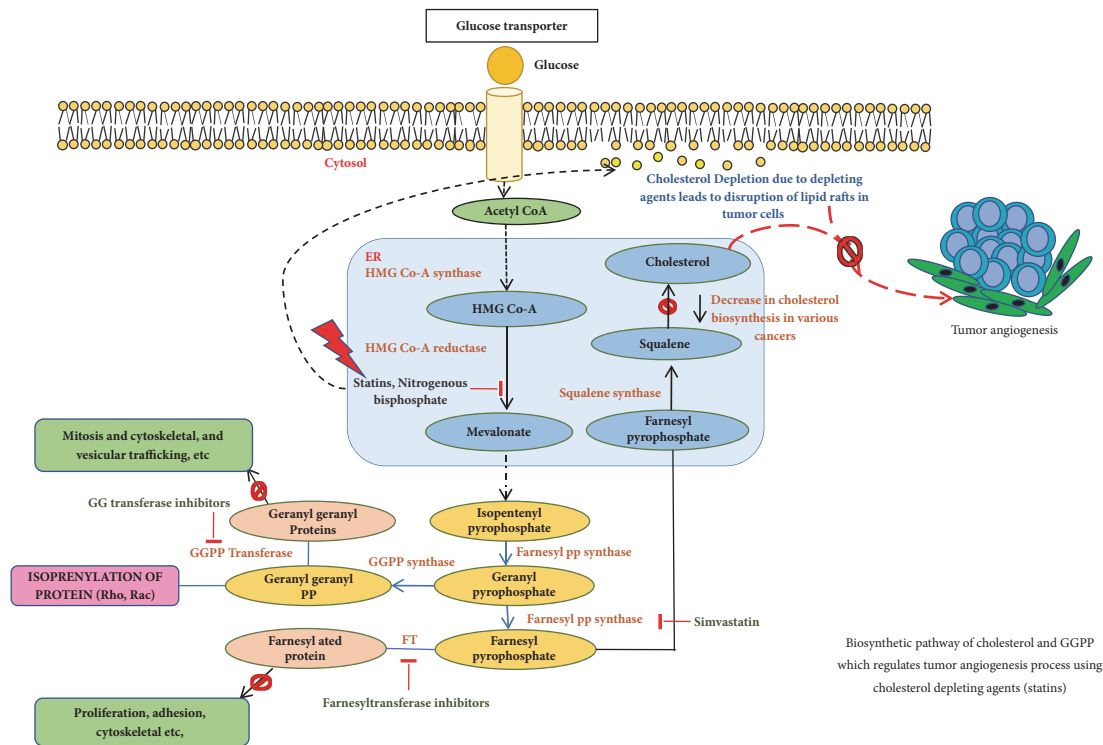 Glucose transporter
Glucose
Cytosol
Cholesterol Depletion due to depleting
agents leads to disruption of lipid rafts in
tumor cells
Acetyl CoA
ER
HMG Co-A synthase
Cholesterol
HMG Co-A
Decrease in cholesterol
biosynthesis in various
cancers
Tumor angiogenesis
HMG Co-A reductase
Squalene
Statins, Nitrogenous
bisphosphate
Squalene synthase
Mevalonate
Farnesyl
pyrophosphate
Mitosis and cytoskeletal, and
vesicular trafficking, etc
GG transferase inhibitors
Geranyl geranyl
Proteins
Isopentenyl
pyrophosphate
GGPP Transferase
Farnesyl pp synthase
GGPP synthase
ISOPRENYLATION OF
PROTEIN (Rho, Rac)
Geranyl geranyl
PP
Geranyl
pyrophosphate
Farnesyl pp synthase
Simvastatin
Farnesyl ated
protein
FT
Farnesyl
pyrophosphate
Farnesyltransferase inhibitors
Proliferation, adhesion,
cytoskeletal etc,
Biosynthetic pathway of cholesterol and GGPP
which regulates tumor angiogenesis process using
cholesterol depleting agents (statins)